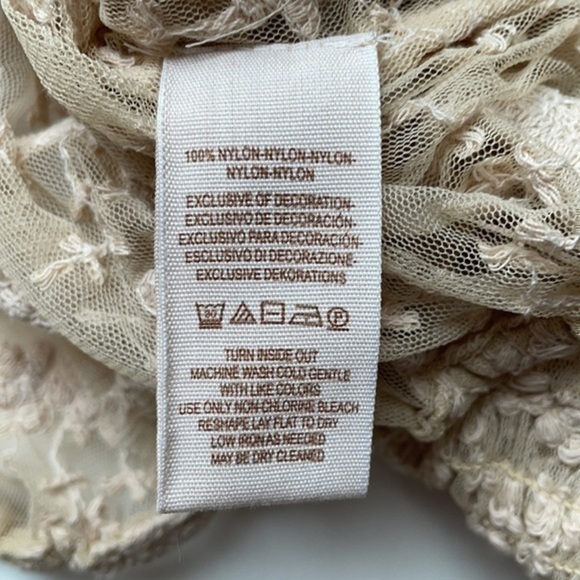 100% NYLON-NYLON-NYLON-
NYLON-NYLON
EXCLUSIVE OF DECORATION-
EXCLUSIVO DE DECORACIÓN-
EXCLUSIVO PARA DECORACIÓN-
ESCLUSIVO DI DECORAZIONE-
EXCLUSIVE DEKORATIONS
TURN INSIDE OUT
MACHINE WASH COLD GENTLE
WITH LIKE COLORS
USE ONLY NON-CHLORINE BLEACH
RESHAPE LAY FLAT TO DRY
LOW IRON AS NEEDED
MAY BE DRY CLEANED